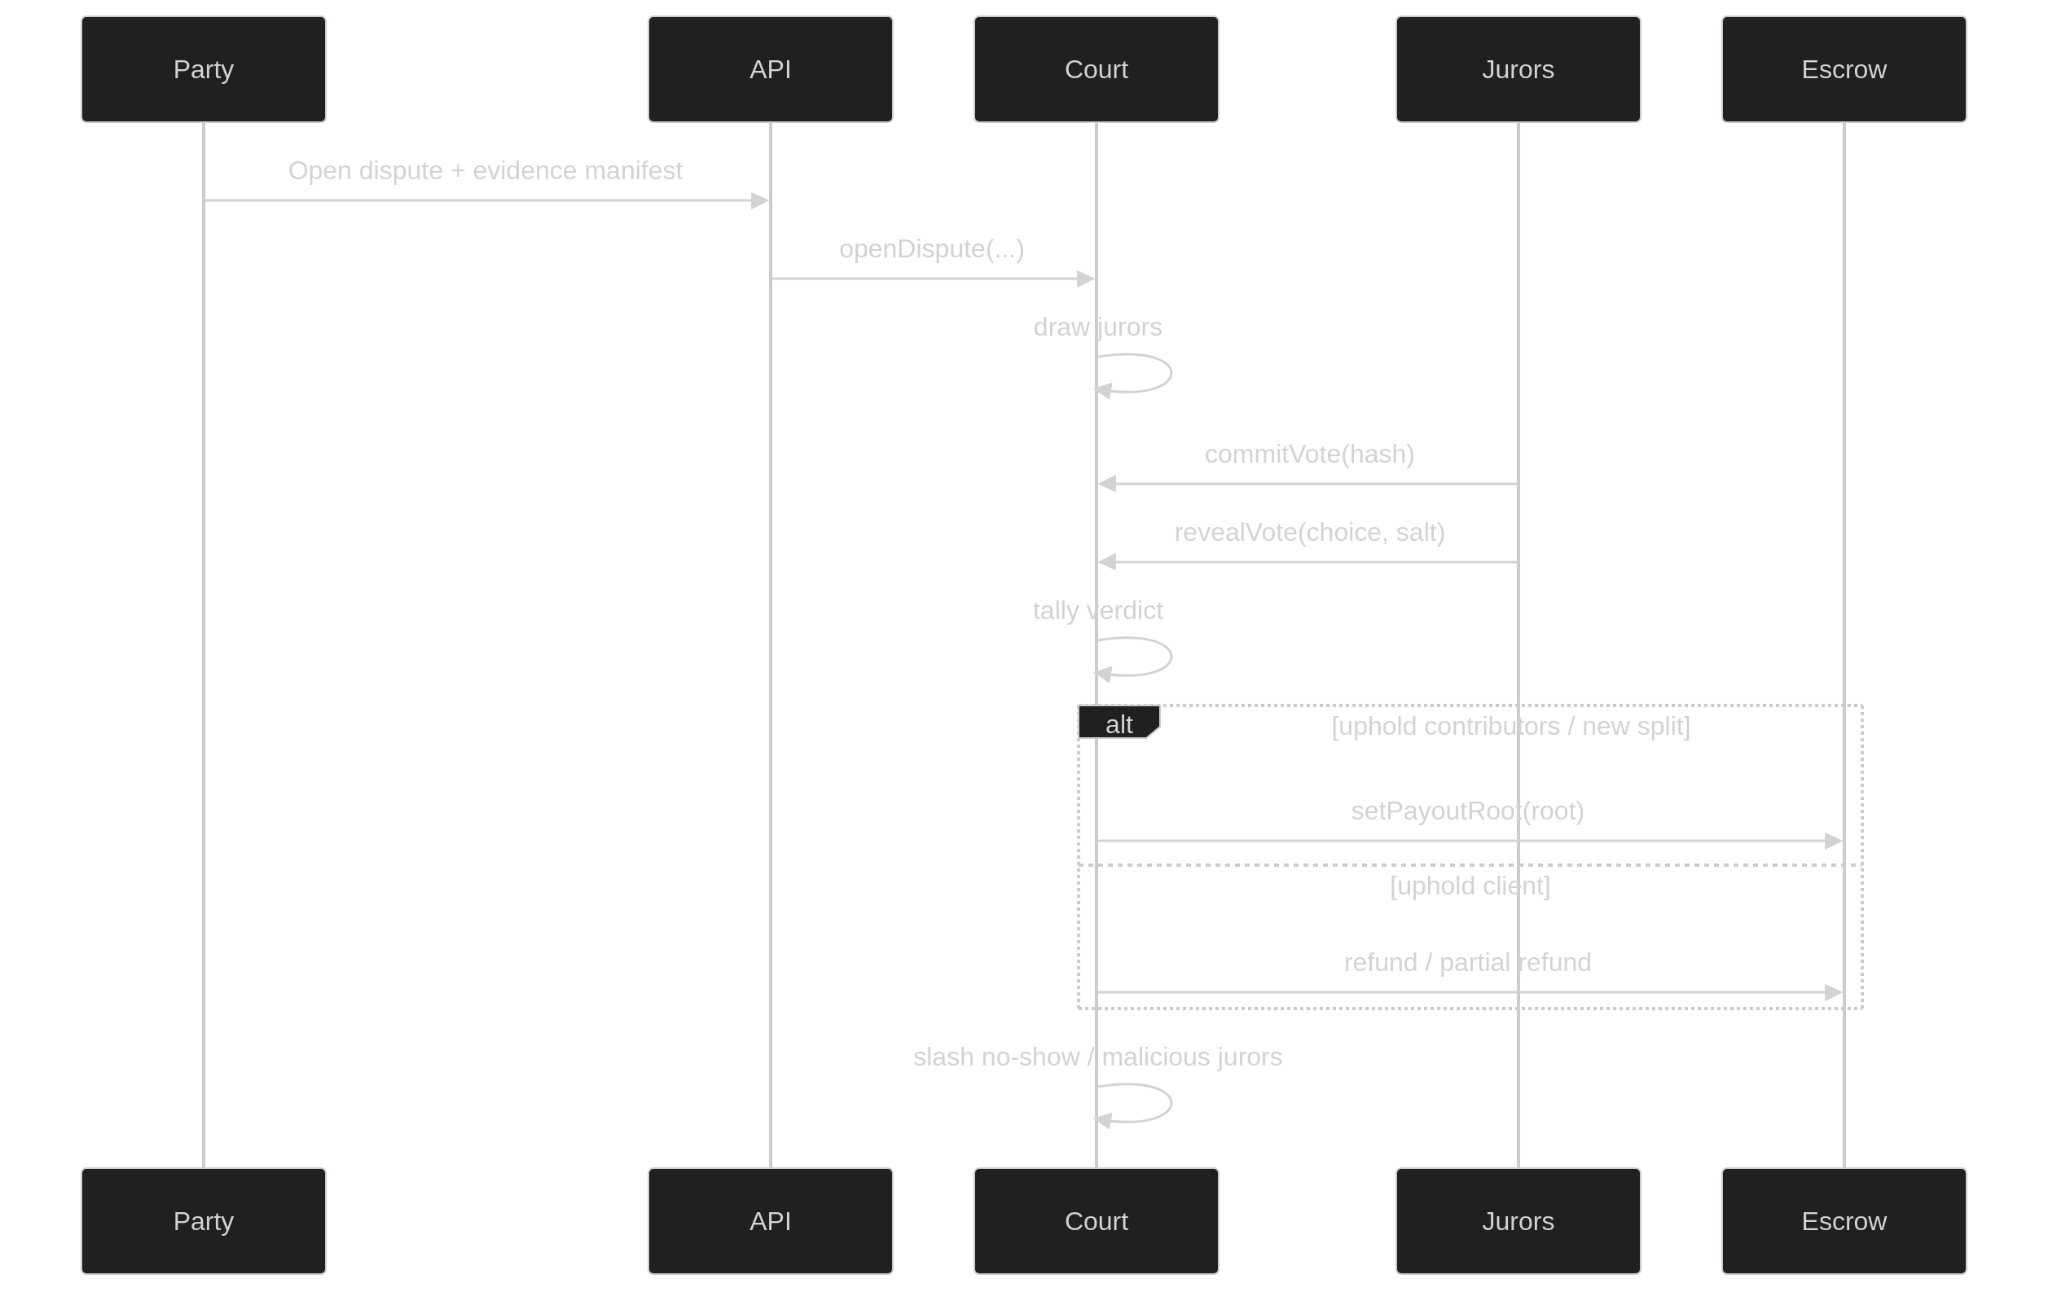 Party
API
Court
Jurors
Escrow
Open dispute + evidence manifest
openDispute(...)
draw jurors
commitVote(hash)
revealVote(choice, salt)
tally verdict
alt
[uphold contributors / new split]
setPayoutRoot(root)
[uphold client]
refund / partial refund
slash no-show / malicious jurors
Party
API
Court
Jurors
Escrow